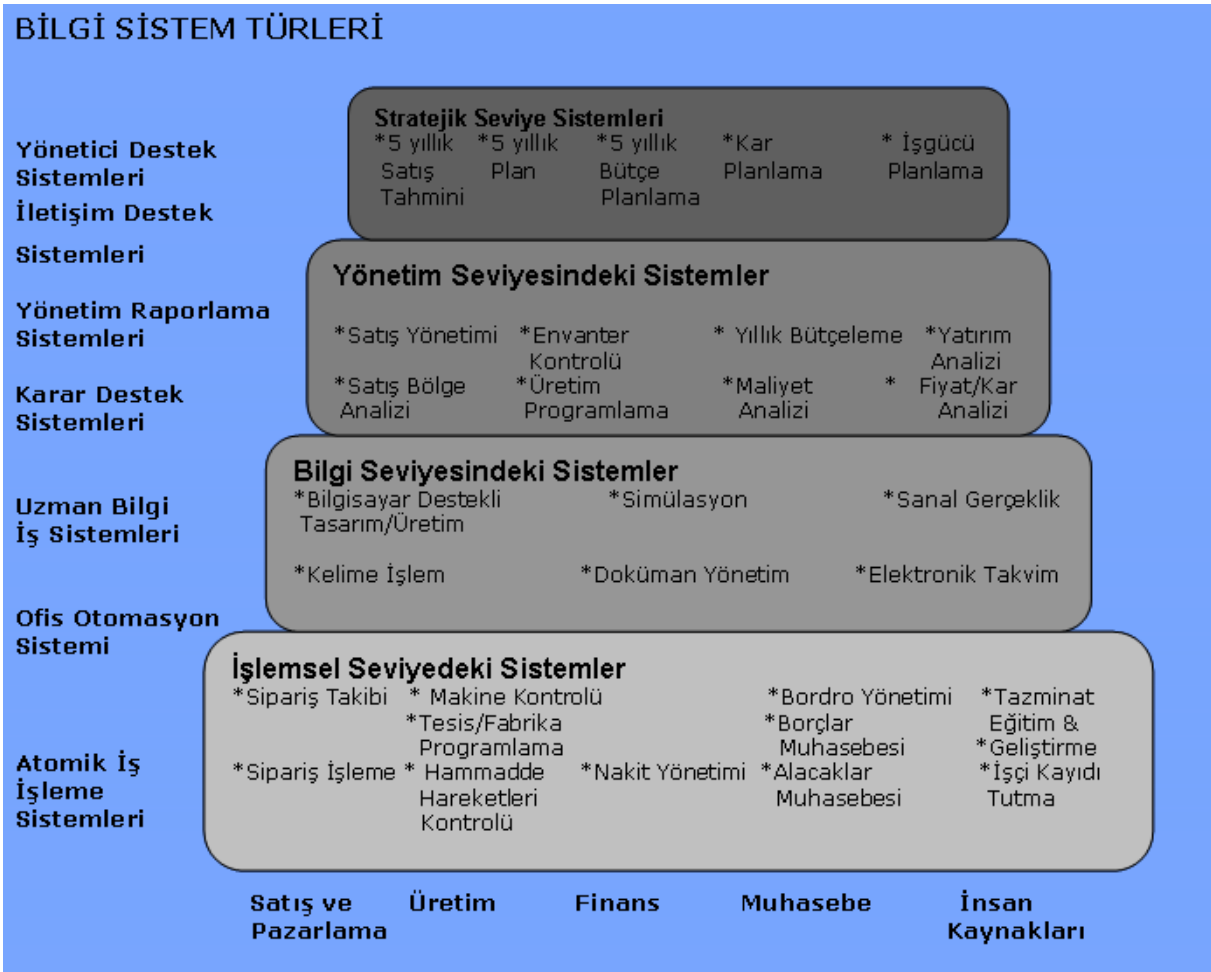 BİLGİ SİSTEM TÜRLERİ
Yönetici Destek
Sistemleri
İletişim Destek
Sistemleri
Yönetim Raporlama
Sistemleri
Karar Destek
Sistemleri
Uzman Bilgi
İş Sistemleri
Ofis Otomasyon
Sistemi
Atomik İş
İşleme
Sistemleri
Stratejik Seviye Sistemleri
*5 yıllık *5 yıllık *5 yıllık *Kar * İşgücü
Satış Plan Bütçe Planlama Planlama
Tahmini Planlama
Yönetim Seviyesindeki Sistemler
*Satış Yönetimi *Envanter * Yıllık Bütçeleme *Yatırım
Kontrolü Analizi
*Satış Bölge *Üretim *Maliyet * Fiyat/Kar
Analizi Programlama Analizi Analizi
Bilgi Seviyesindeki Sistemler
*Bilgisayar Destekli *Simülasyon *Sanal Gerçeklik
Tasarım/Üretim
*Kelime İşlem *Doküman Yönetim *Elektronik Takvim
İşlemsel Seviyedeki Sistemler
*Sipariş Takibi * Makine Kontrolü *Bordro Yönetimi *Tazminat
*Tesis/Fabrika *Borçlar Eğitim &
Programlama Muhasebesi *Geliştirme
*Sipariş İşleme * Hammadde *Nakit Yönetimi *Alacaklar *İşçi Kayıdı
Hareketleri Muhasebesi Tutma
Kontrolü
Satış ve Üretim Finans Muhasebe İnsan
Pazarlama Kaynakları